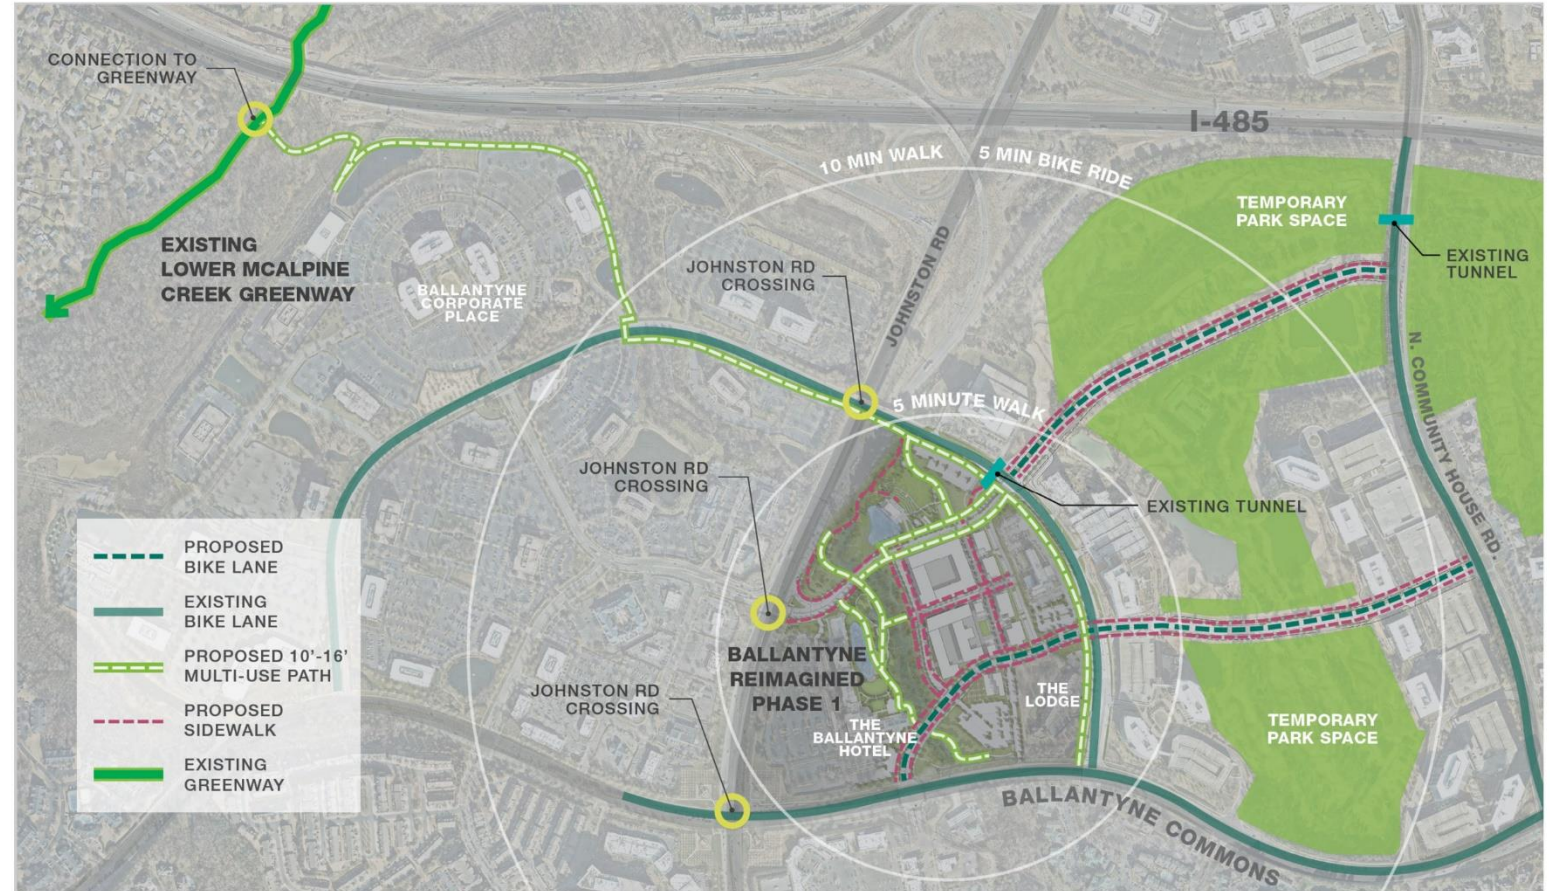 CONNECTION TO
GREENWAY
I-485
10 MIN WALK
5 MIN BIKE RIDE
TEMPORARY
PARK SPACE
EXISTING
TUNNEL
EXISTING
LOWER MCALPINE
CREEK GREENWAY
BALLANTYNE
CORPORATE
PLACE
JOHNSTON RD
CROSSING
JOHNSTON RD
N. COMMUNITY HOUSE RD.
5 MINUTE WALK
JOHNSTON RD
CROSSING
EXISTING TUNNEL
PROPOSED
BIKE LANE
EXISTING
BIKE LANE
PROPOSED 10'-16'
MULTI-USE PATH
PROPOSED
SIDEWALK
EXISTING
GREENWAY
BALLANTYNE
REIMAGINED
PHASE 1
JOHNSTON RD
CROSSING
THE
LODGE
THE
BALLANTYNE
HOTEL
TEMPORARY
PARK SPACE
BALLANTYNE COMMONS